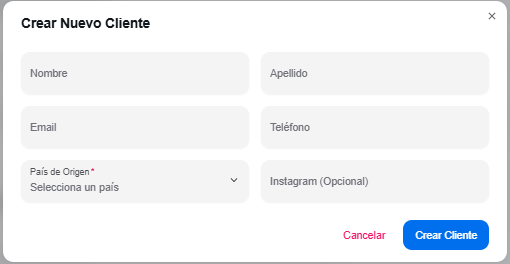 Crear Nuevo Cliente
Nombre
Apellido
Email
Teléfono
País de Origen*
Selecciona un país
Instagram (Opcional)
Cancelar
Crear Cliente